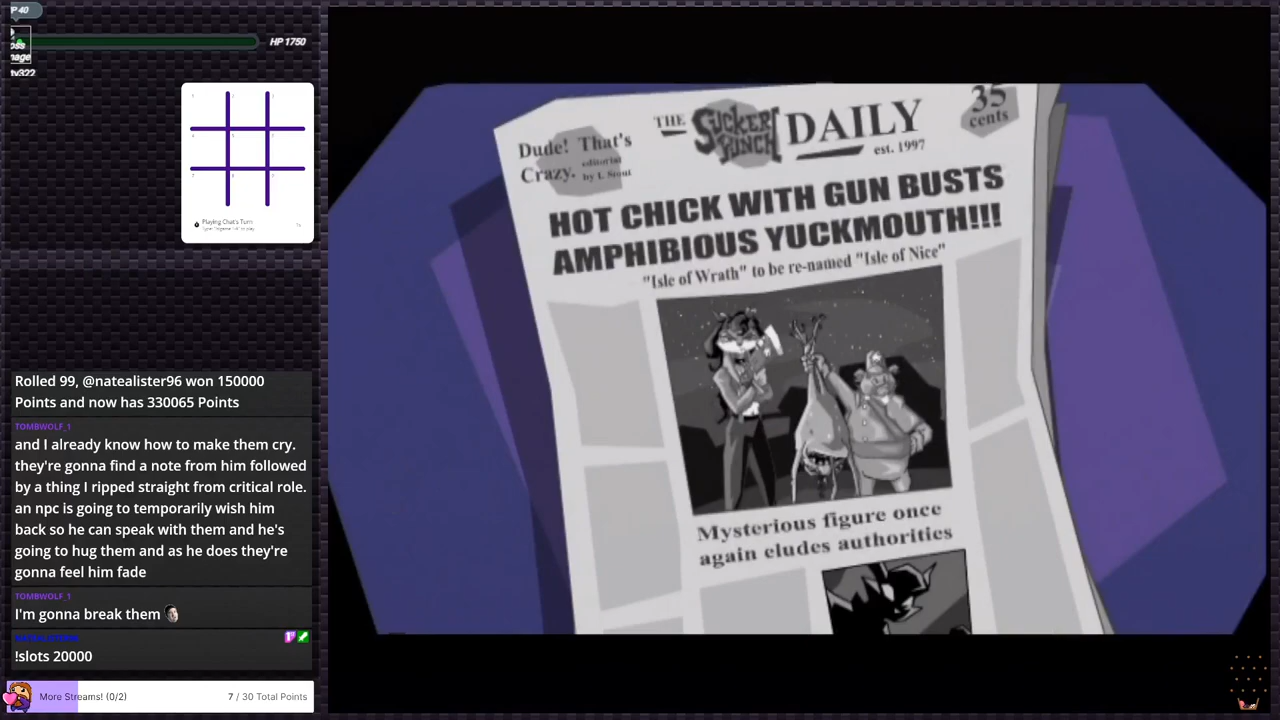 P 40
HP 1750
tv322
Playing Chat's Turn
Dude! That's
Crazy.
editorial
by I. Stout
THE SUCKER PUNCH DAILY
est. 1997
35
cents
HOT CHICK WITH GUN BUSTS
AMPHIBIOUS YUCKMOUTH!!!
"Isle of Wrath" to be re-named "Isle of Nice"
Mysterious figure once
again eludes authorities
Rolled 99, @natealister96 won 150000
Points and now has 330065 Points
TOMBWOLF_1
and I already know how to make them cry.
they're gonna find a note from him followed
by a thing I ripped straight from critical role.
an npc is going to temporarily wish him
back so he can speak with them and he's
going to hug them and as he does they're
gonna feel him fade
TOMBWOLF_1
I'm gonna break them
!slots 20000
More Streams! (0/2)
7 / 30 Total Points